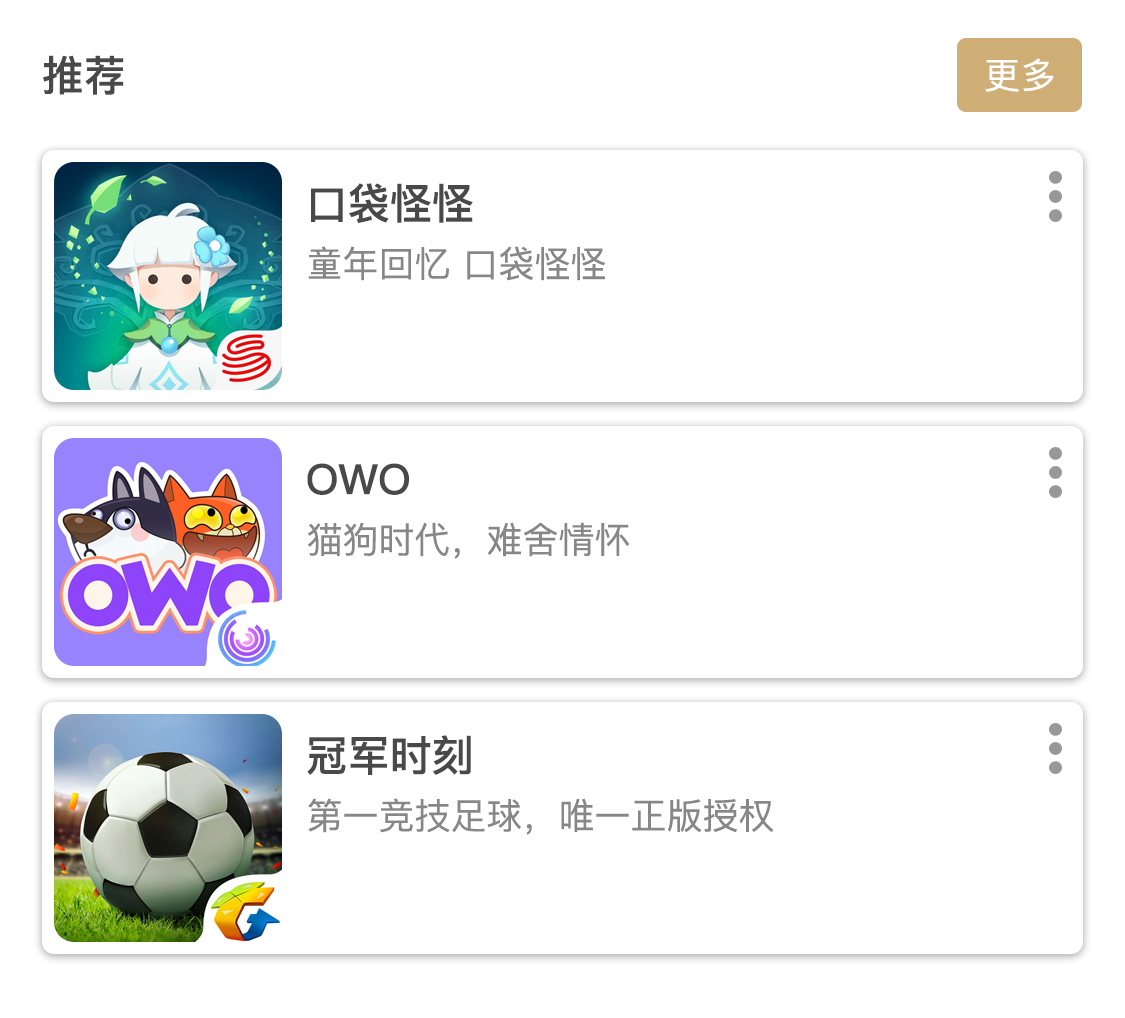 推荐
更多
口袋怪怪
童年回忆 口袋怪怪
OWO
OWO
猫狗时代，难舍情怀
冠军时刻
第一竞技足球，唯一正版授权